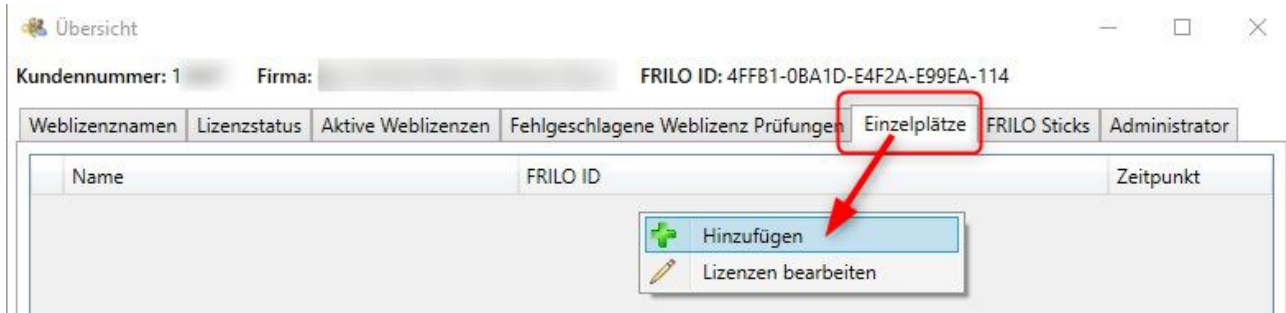 Übersicht
Kundennummer: 1 Firma: FRILO ID: 4FFB1-0BA1D-E4F2A-E99EA-114
Weblizenznamen Lizenzstatus Aktive Weblizenzen Fehlgeschlagene Weblizenz Prüfungen Einzelplätze FRILO Sticks Administrator
Name FRILO ID Zeitpunkt
Hinzufügen
Lizenzen bearbeiten